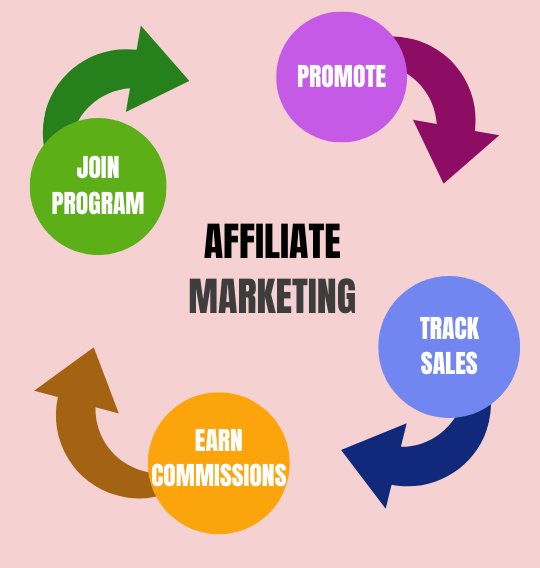 PROMOTE
JOIN
PROGRAM
AFFILIATE
MARKETING
TRACK
SALES
EARN
COMMISSIONS